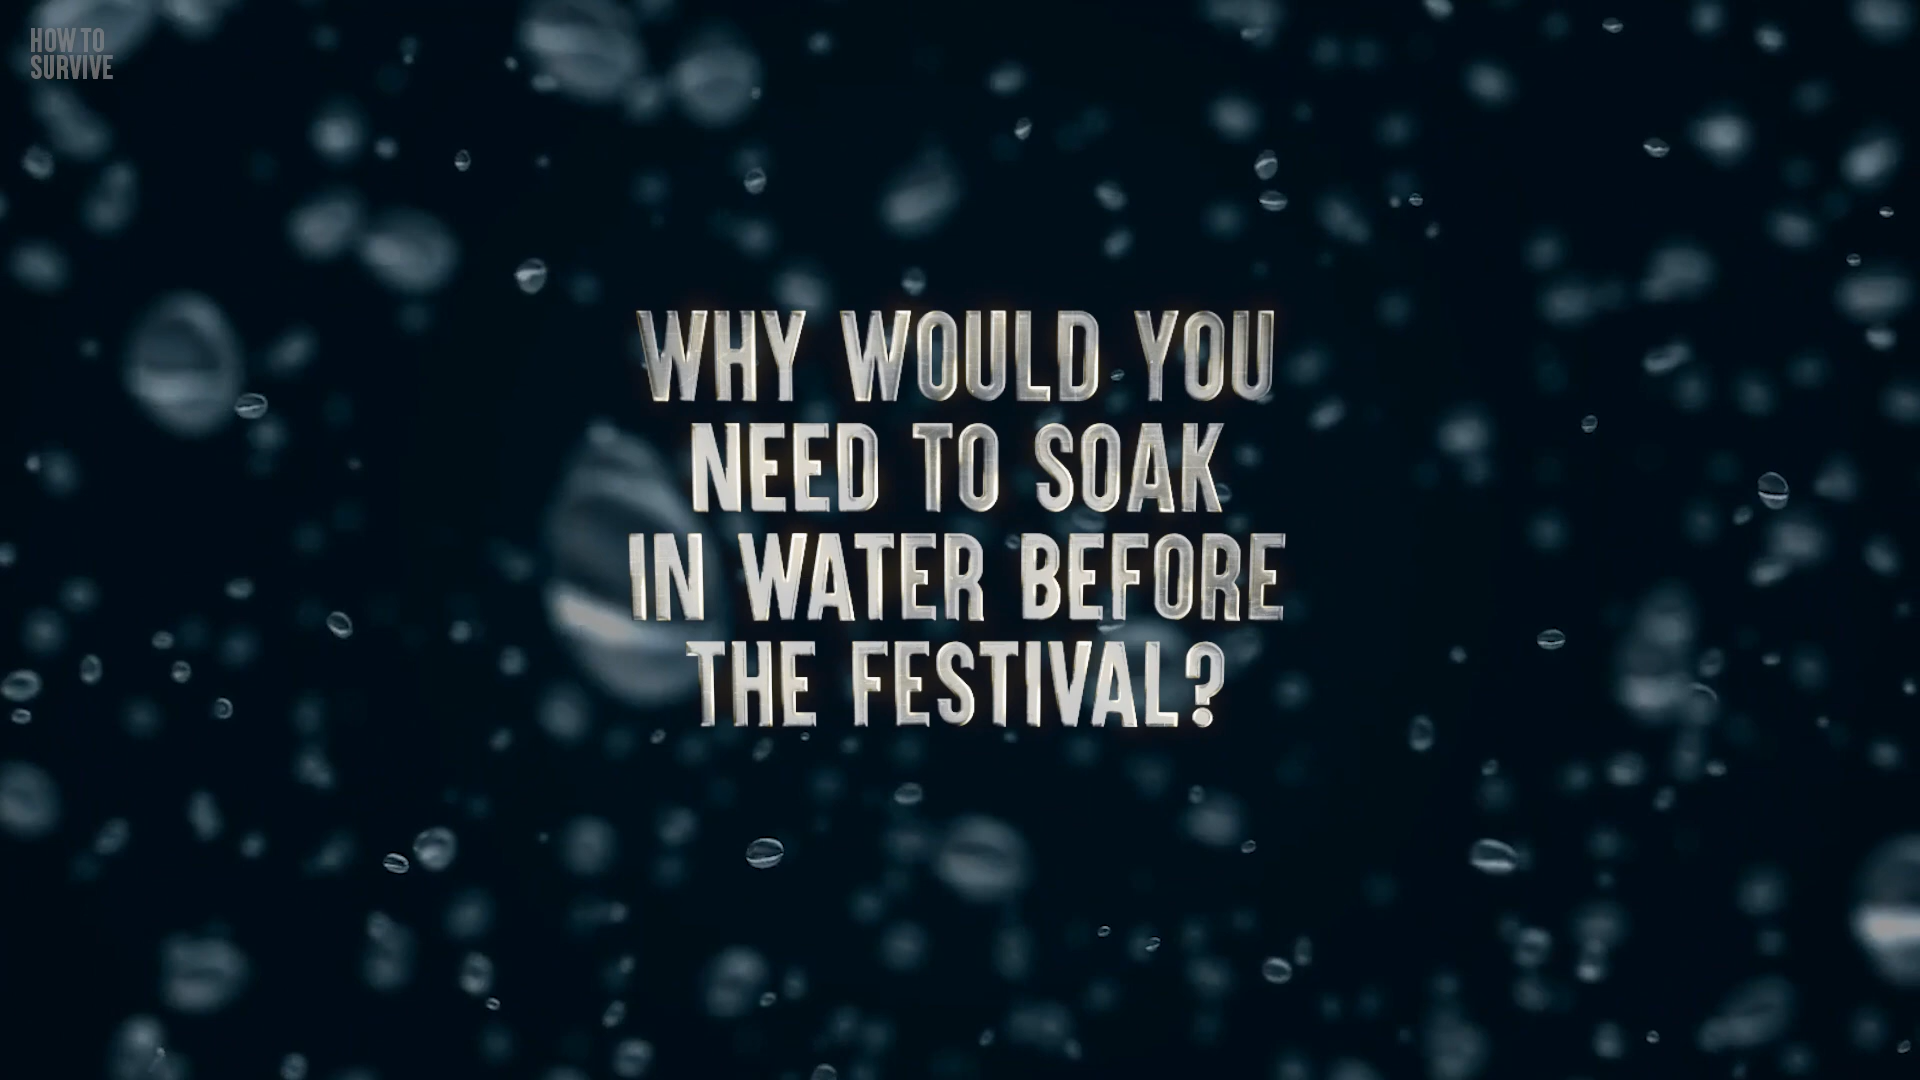 HOW TO
SURVIVE
WHY WOULD YOU
NEED TO SOAK
IN WATER BEFORE
THE FESTIVAL?